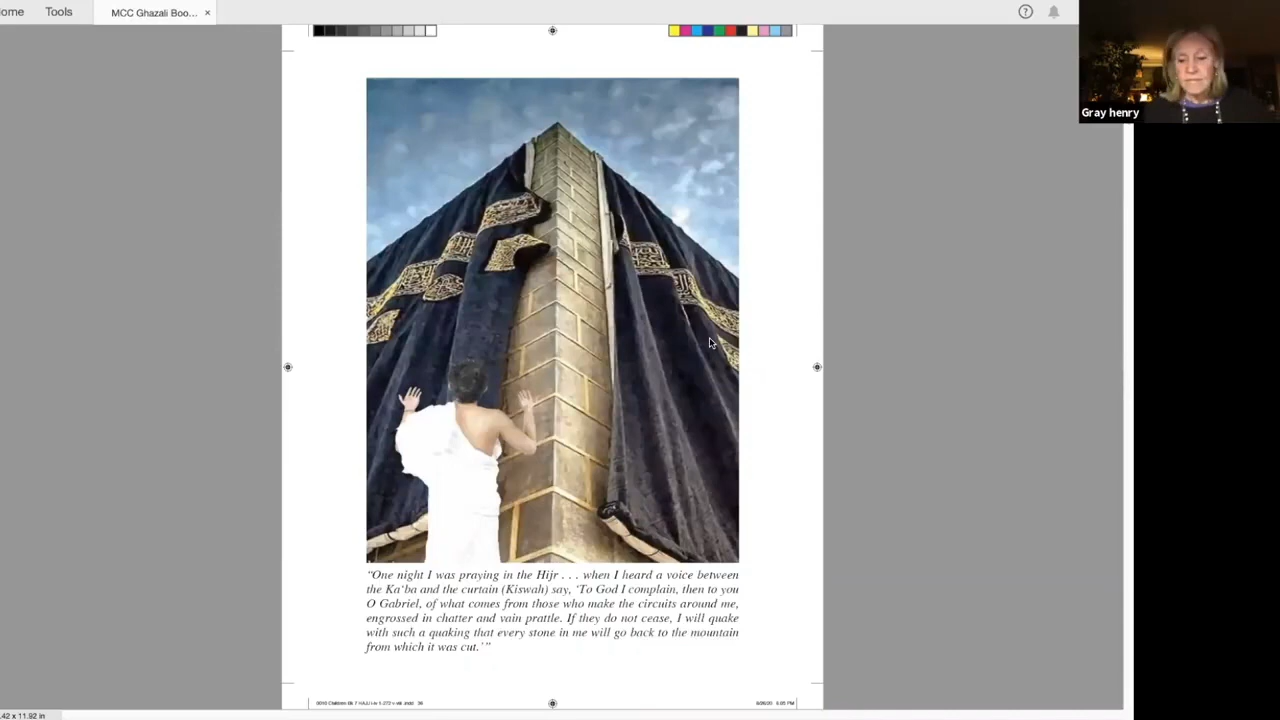 ome Tools MCC Ghazali Boo... ×
?
Gray henry
“One night I was praying in the Hijr . . . when I heard a voice between
the Ka‘ba and the curtain (Kiswah) say, ‘To God I complain, then to you
O Gabriel, of what comes from those who make the circuits around me,
engrossed in chatter and vain prattle. If they do not cease, I will quake
with such a quaking that every stone in me will go back to the mountain
from which it was cut.’”
.42 x 11.92 in